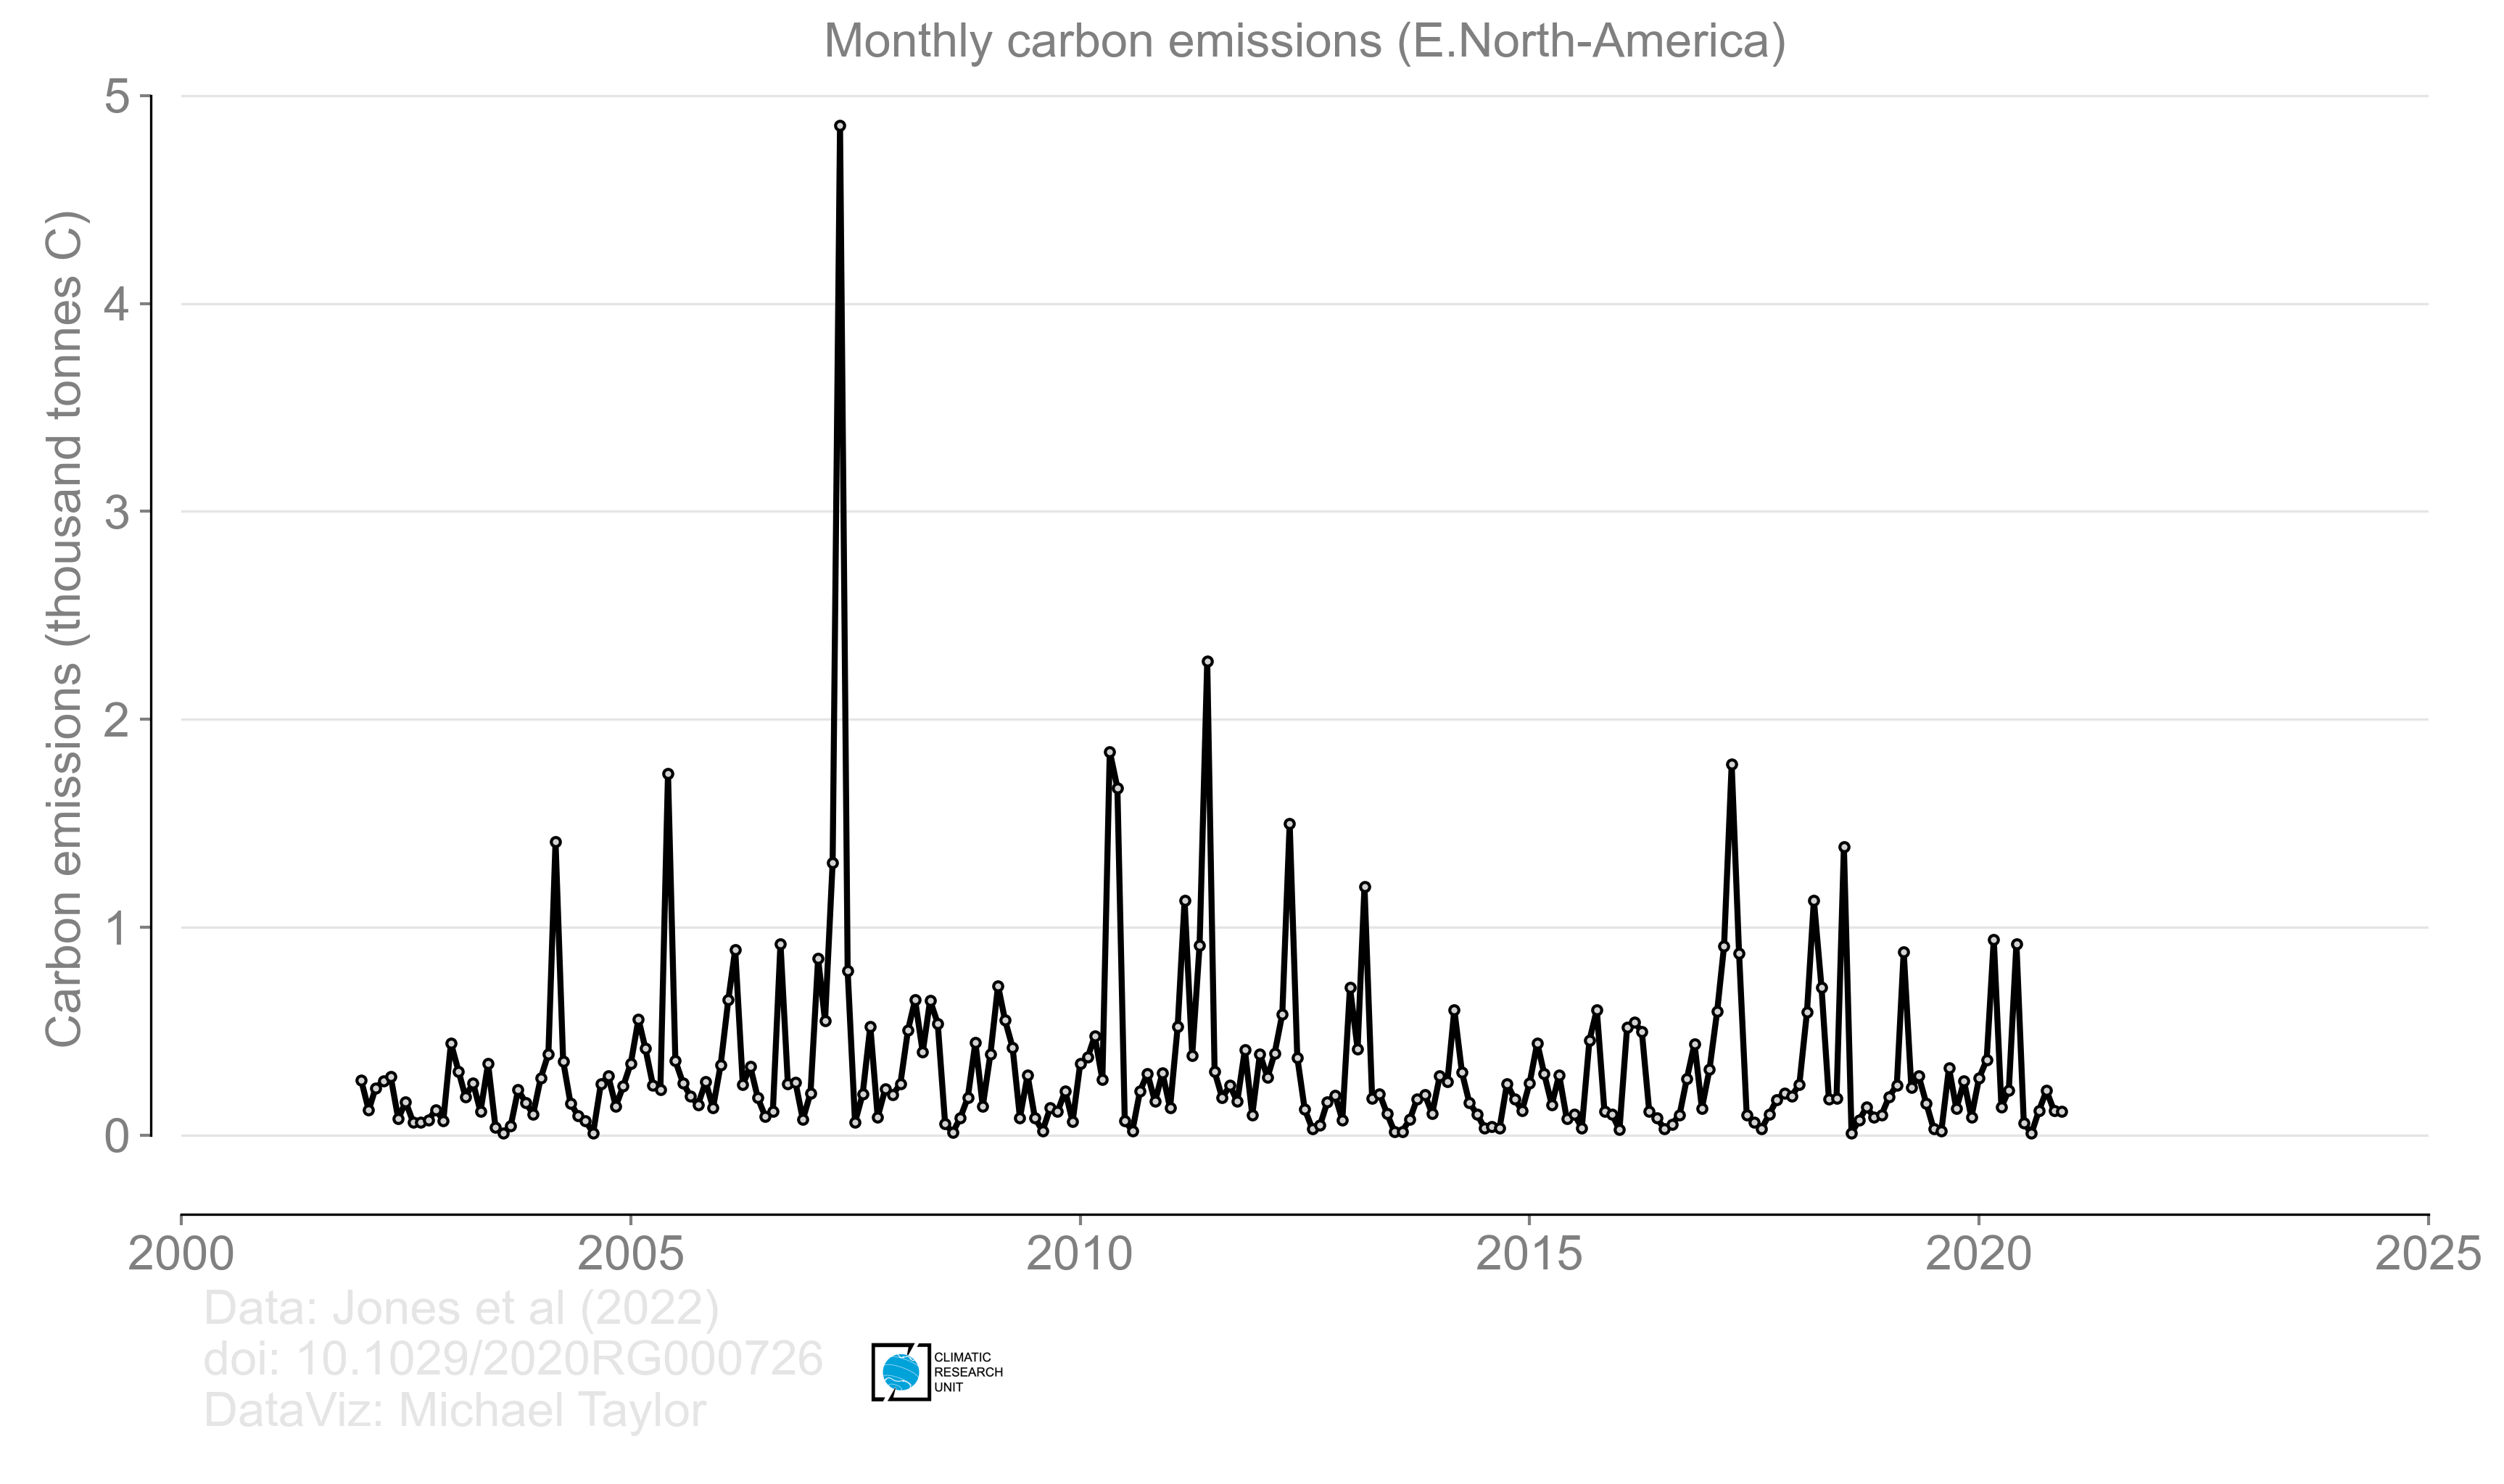 Monthly carbon emissions (E.North-America)
Carbon emissions (thousand tonnes C)
5
4
3
2
1
0
2000 2005 2010 2015 2020 2025
Data: Jones et al (2022)
doi: 10.1029/2020RG000726
DataViz: Michael Taylor
CLIMATIC
RESEARCH
UNIT